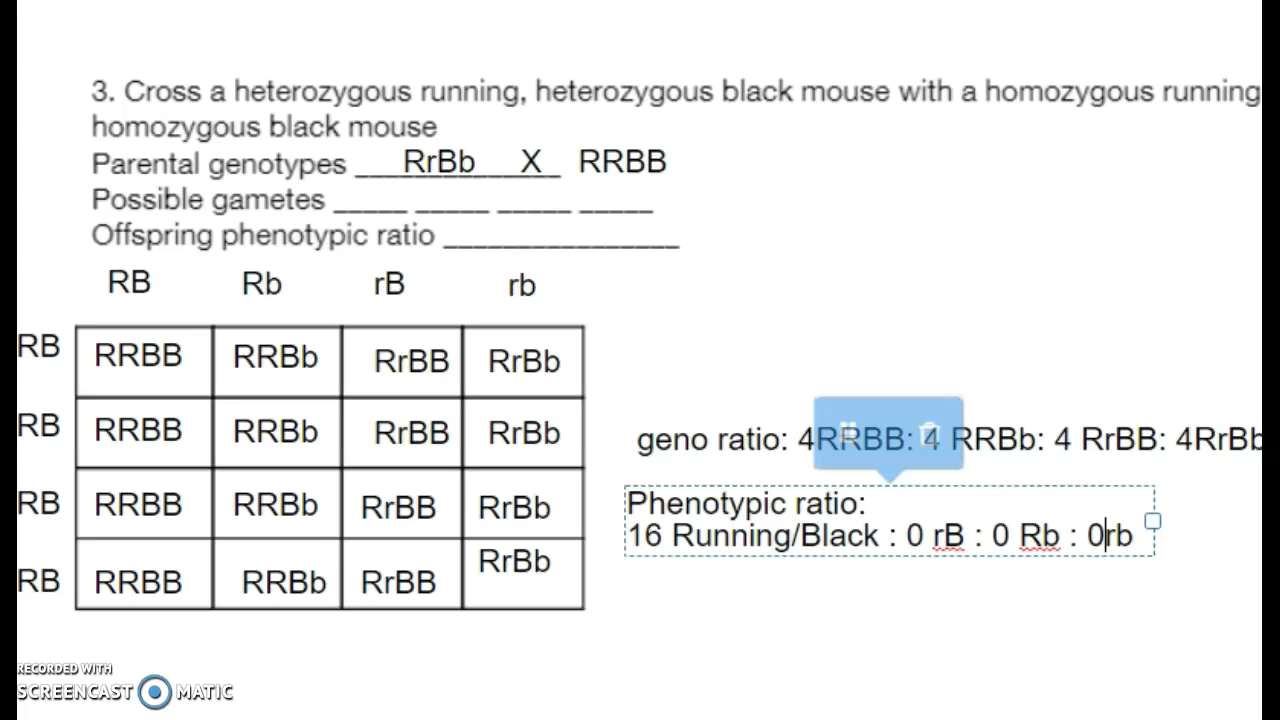 3. Cross a heterozygous running, heterozygous black mouse with a homozygous running
homozygous black mouse
Parental genotypes ______________ RrBb X RRBB
Possible gametes _____ _____ _____ _____
Offspring phenotypic ratio ________________
RB Rb rB rb
RB RRBB RRBb RrBB RrBb
RB RRBB RRBb RrBB RrBb
RB RRBB RRBb RrBB RrBb
RB RRBB RRBb RrBB RrBb
geno ratio: 4RRBB: 4 RRBb: 4 RrBB: 4RrBb
Phenotypic ratio:
16 Running/Black : 0 rB : 0 Rb : 0rb
RECORDED WITH
SCREENCAST MATIC